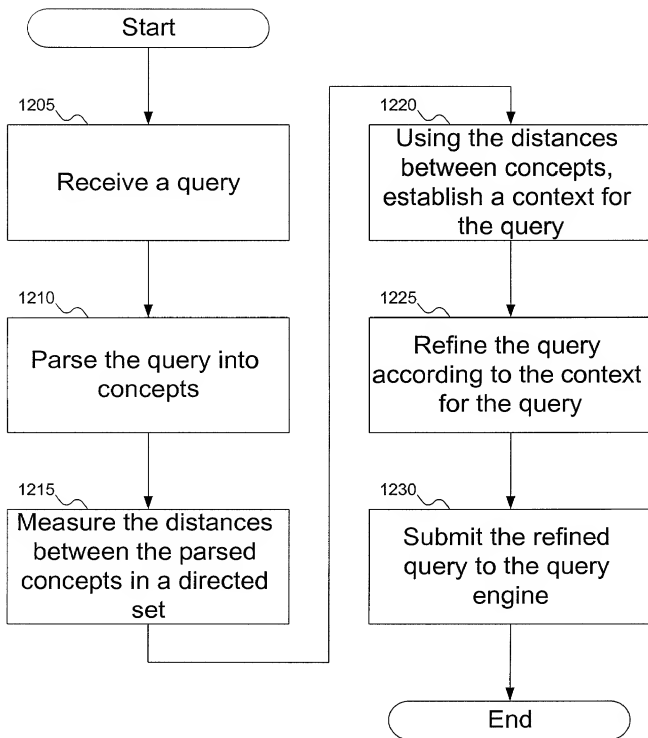 Start
1205
Receive a query
1210
Parse the query into
concepts
1215
Measure the distances
between the parsed
concepts in a directed
set
1220
Using the distances
between concepts,
establish a context for
the query
1225
Refine the query
according to the context
for the query
1230
Submit the refined
query to the query
engine
End